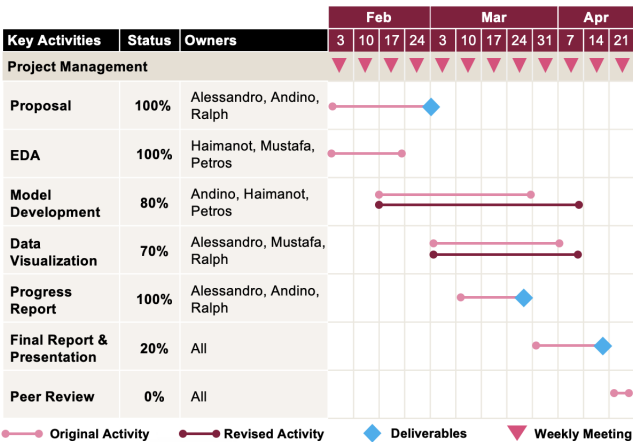 Feb Mar Apr
Key Activities Status Owners 3 10 17 24 3 10 17 24 31 7 14 21
Project Management
Proposal 100% Alessandro, Andino,
Ralph
EDA 100% Haimanot, Mustafa,
Petros
Model
Development 80% Andino, Haimanot,
Petros
Data
Visualization 70% Alessandro, Mustafa,
Ralph
Progress
Report 100% Alessandro, Andino,
Ralph
Final Report &
Presentation 20% All
Peer Review 0% All
Original Activity Revised Activity Deliverables Weekly Meeting